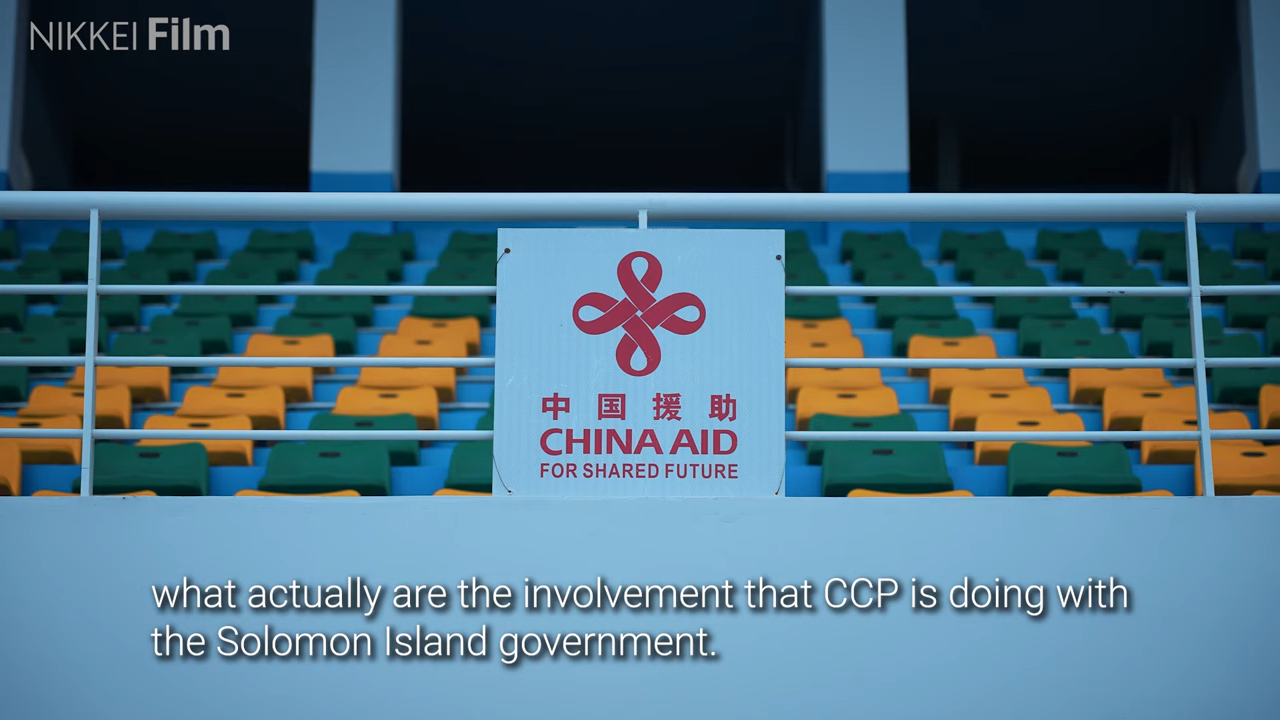 NIKKEI Film
中国援助
CHINA AID
FOR SHARED FUTURE
what actually are the involvement that CCP is doing with
the Solomon Island government.